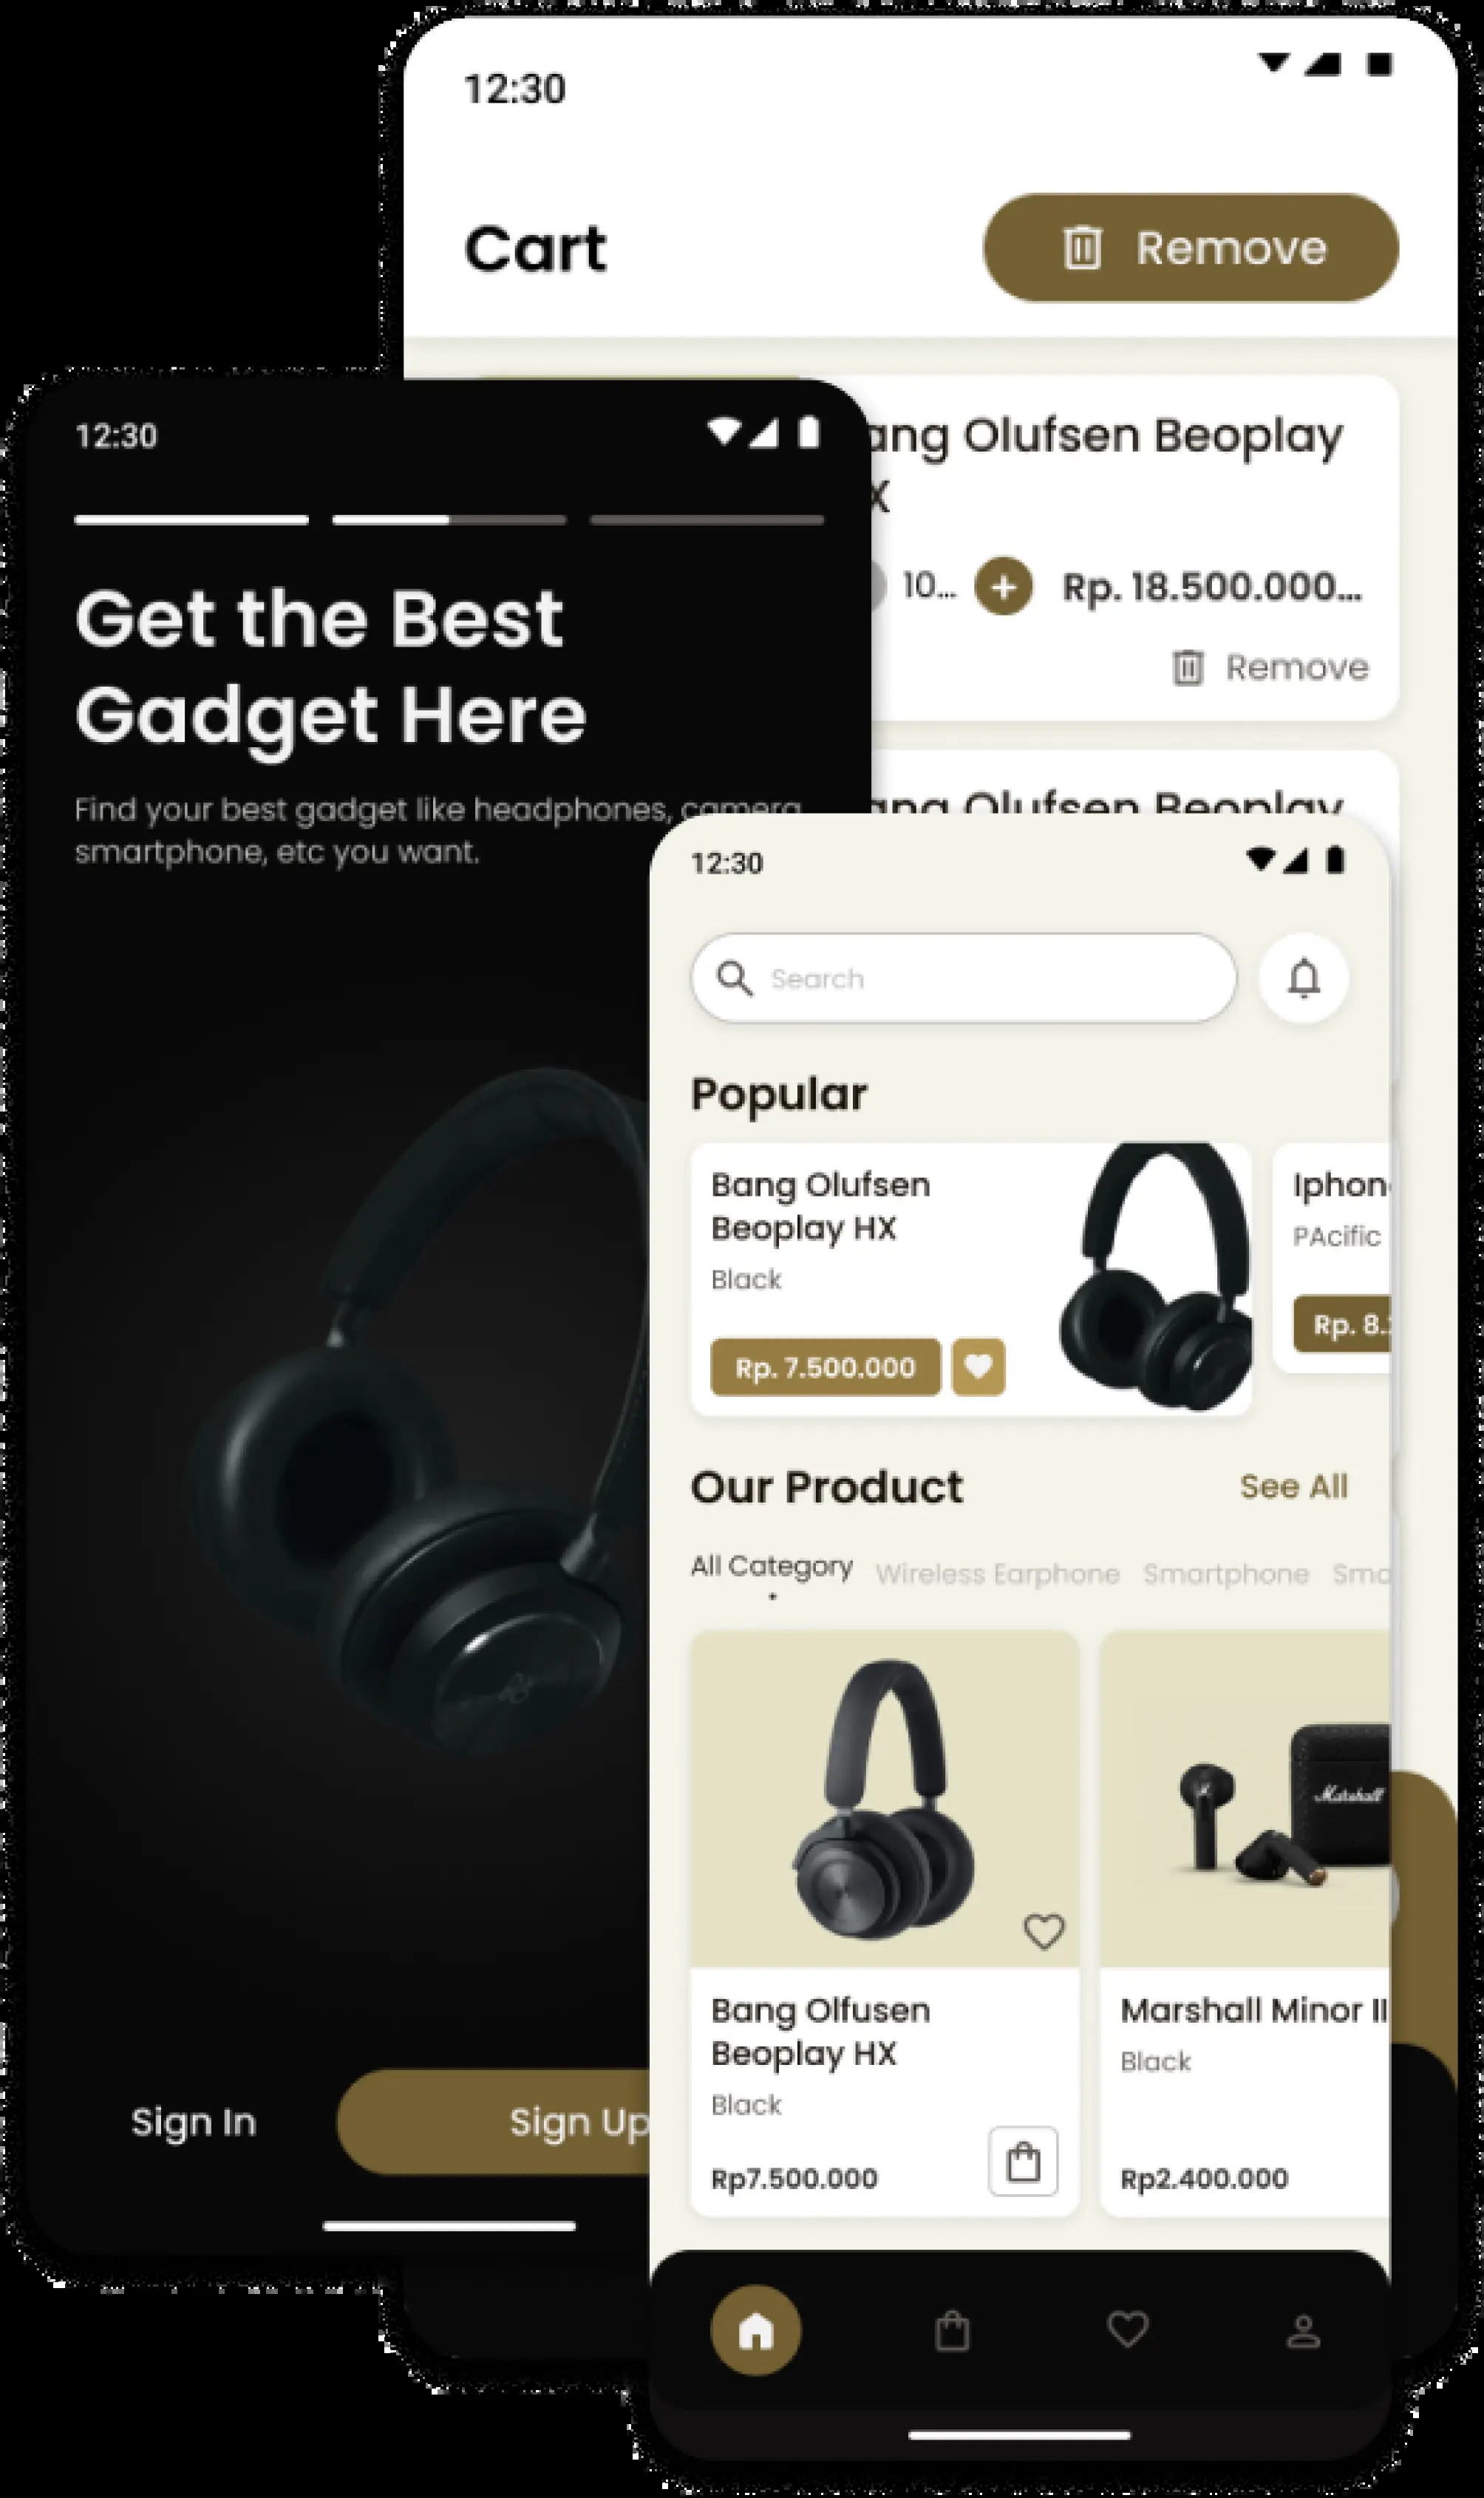 12:30
Cart
Remove
ang Olufsen Beoplay
X
10...
Rp. 18.500.000...
Remove
ang Olufsen Beoplay
12:30
Get the Best
Gadget Here
Find your best gadget like headphones, camera
smartphone, etc you want.
Sign In
Sign Up
12:30
Search
Popular
Bang Olufsen
Beoplay HX
Black
Rp. 7.500.000
Iphon
PAcific
Rp. 8.
Our Product
See All
All Category
Wireless Earphone
Smartphone
Sma
Marshall
Bang Olfusen
Beoplay HX
Black
Rp7.500.000
Marshall Minor II
Black
Rp2.400.000